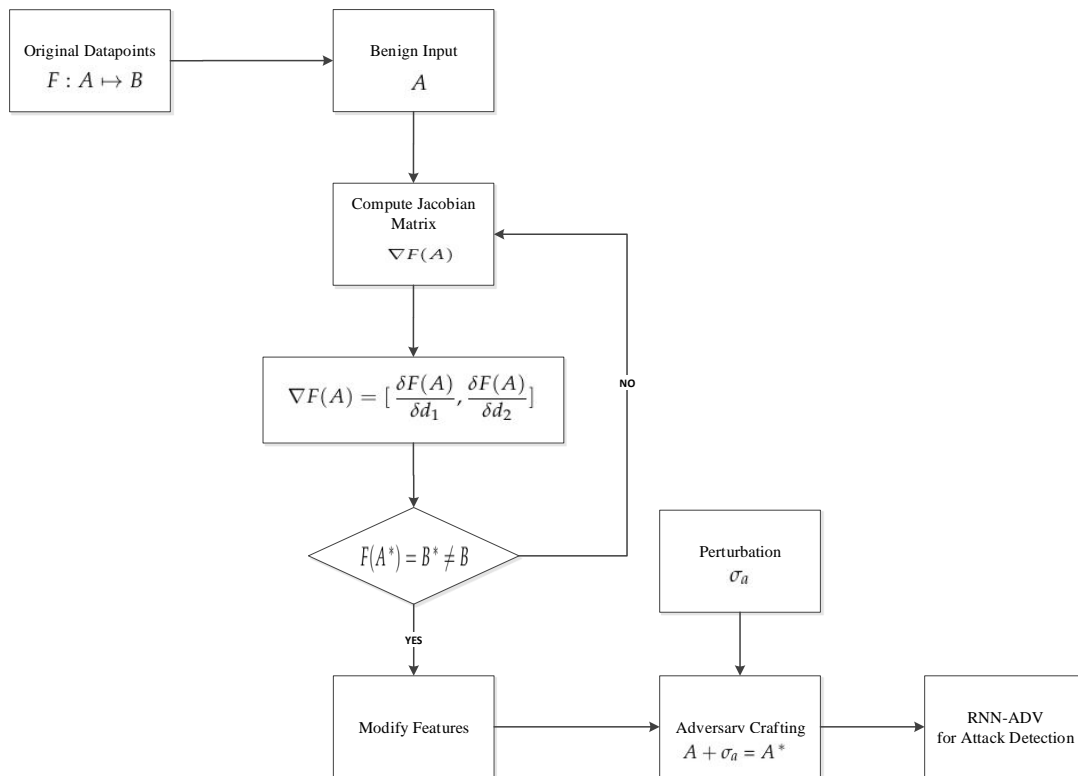 Original Datapoints
F : A ↦ B
Benign Input
A
Compute Jacobian
Matrix
∇F(A)
∇F(A) = [ δF(A)/δd₁, δF(A)/δd₂ ]
NO
F(A*) = B* ≠ B
Perturbation
σₐ
YES
Modify Features
Adversary Crafting
A + σₐ = A*
RNN-ADV
for Attack Detection